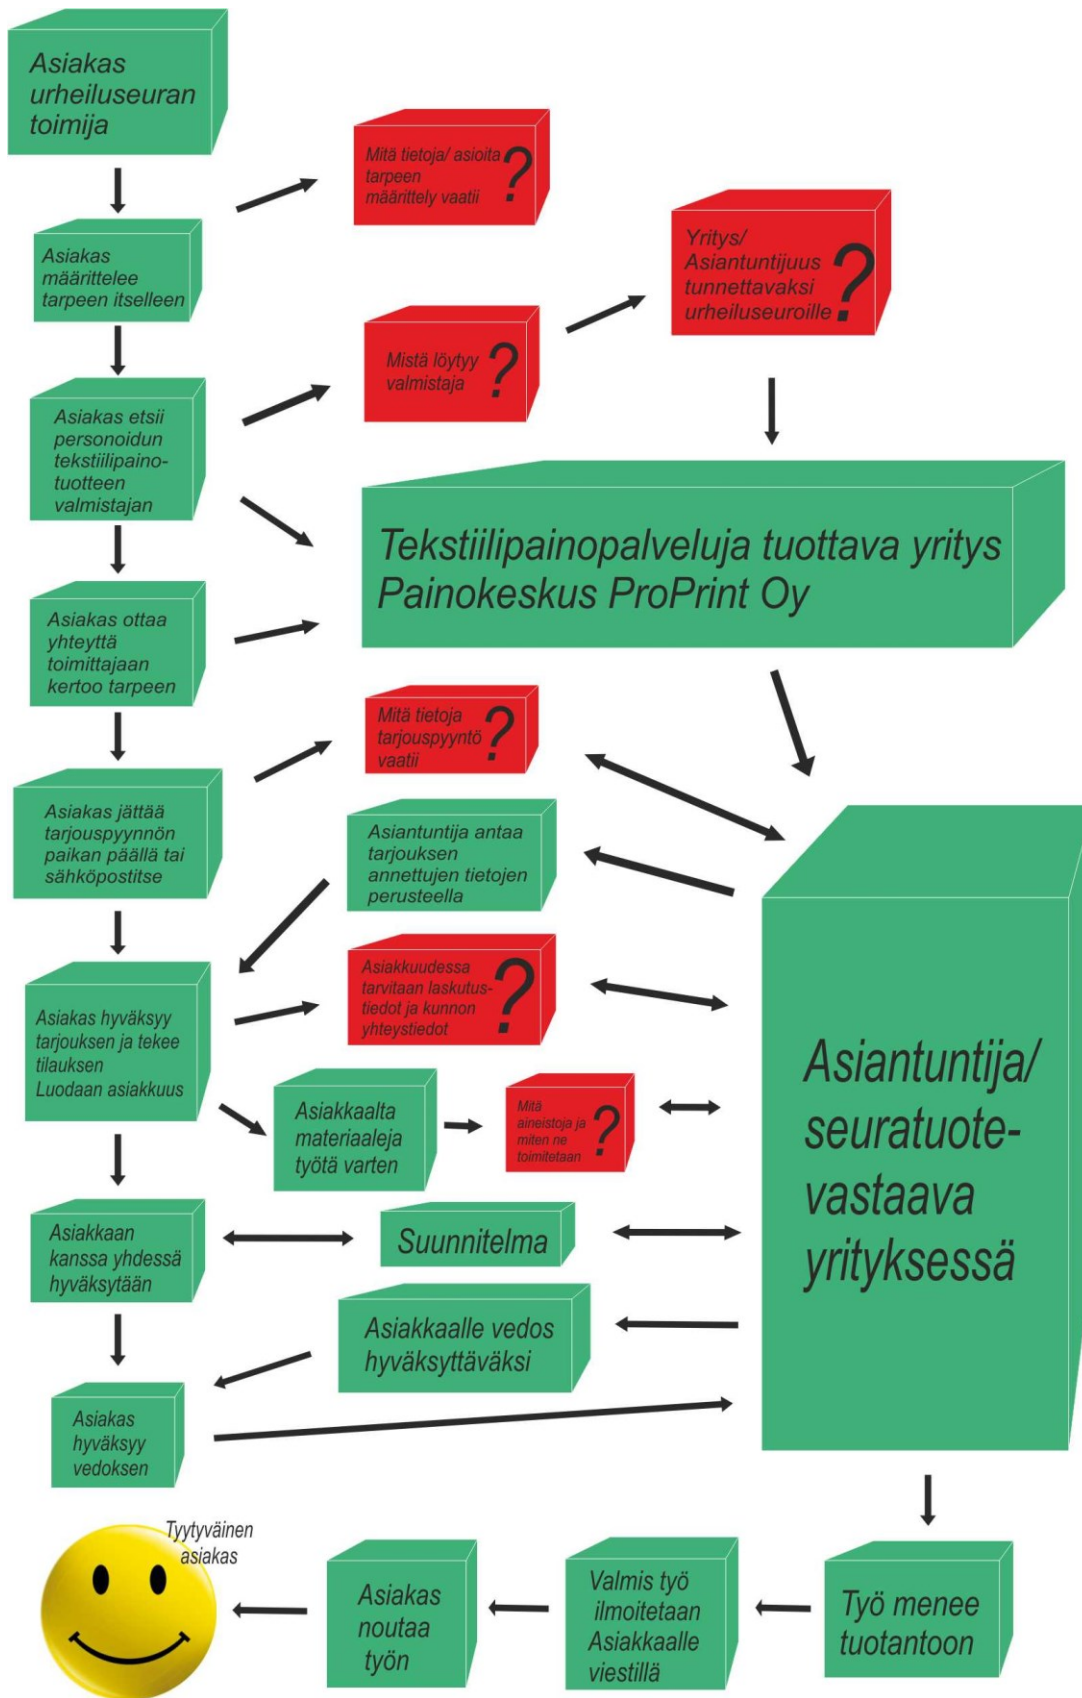 Asiakas
urheiluseuran
toimija
Mitä tietoja/ asioita
tarpeen
määrittely vaatii
?
Asiakas
määrittelee
tarpeen itselleen
Yritys/
Asiantuntijuus
tunnettavaksi
urheiluseuroille
?
Mistä löytyy
valmistaja
?
Asiakas etsii
personoidun
tekstiilipaino-
tuotteen
valmistajan
Tekstiilipainopalveluja tuottava yritys
Painokeskus ProPrint Oy
Asiakas ottaa
yhteyttä
toimittajaan
kertoo tarpeen
Mitä tietoja
tarjouspyyntö
vaatii
?
Asiakas jättää
tarjouspyynnön
paikan päällä tai
sähköpostitse
Asiantuntija antaa
tarjouksen
annettujen tietojen
perusteella
Asiakas hyväksyy
tarjouksen ja tekee
tilauksen
Luodaan asiakkuus
Asiakkuudessa
tarvitaan laskutus-
tiedot ja kunnon
yhteystiedot
?
Asiantuntija/
seuratuote-
vastaava
yrityksessä
Asiakkaalta
materiaaleja
työtä varten
Mitä
aineistoja ja
miten ne
toimitetaan
?
Asiakkaan
kanssa yhdessä
hyväksytään
Suunnitelma
Asiakkaalle vedos
hyväksyttäväksi
Asiakas
hyväksyy
vedoksen
Tyytyväinen
asiakas
Asiakas
noutaa
työn
Valmis työ
ilmoitetaan
Asiakkaalle
viestillä
Työ menee
tuotantoon